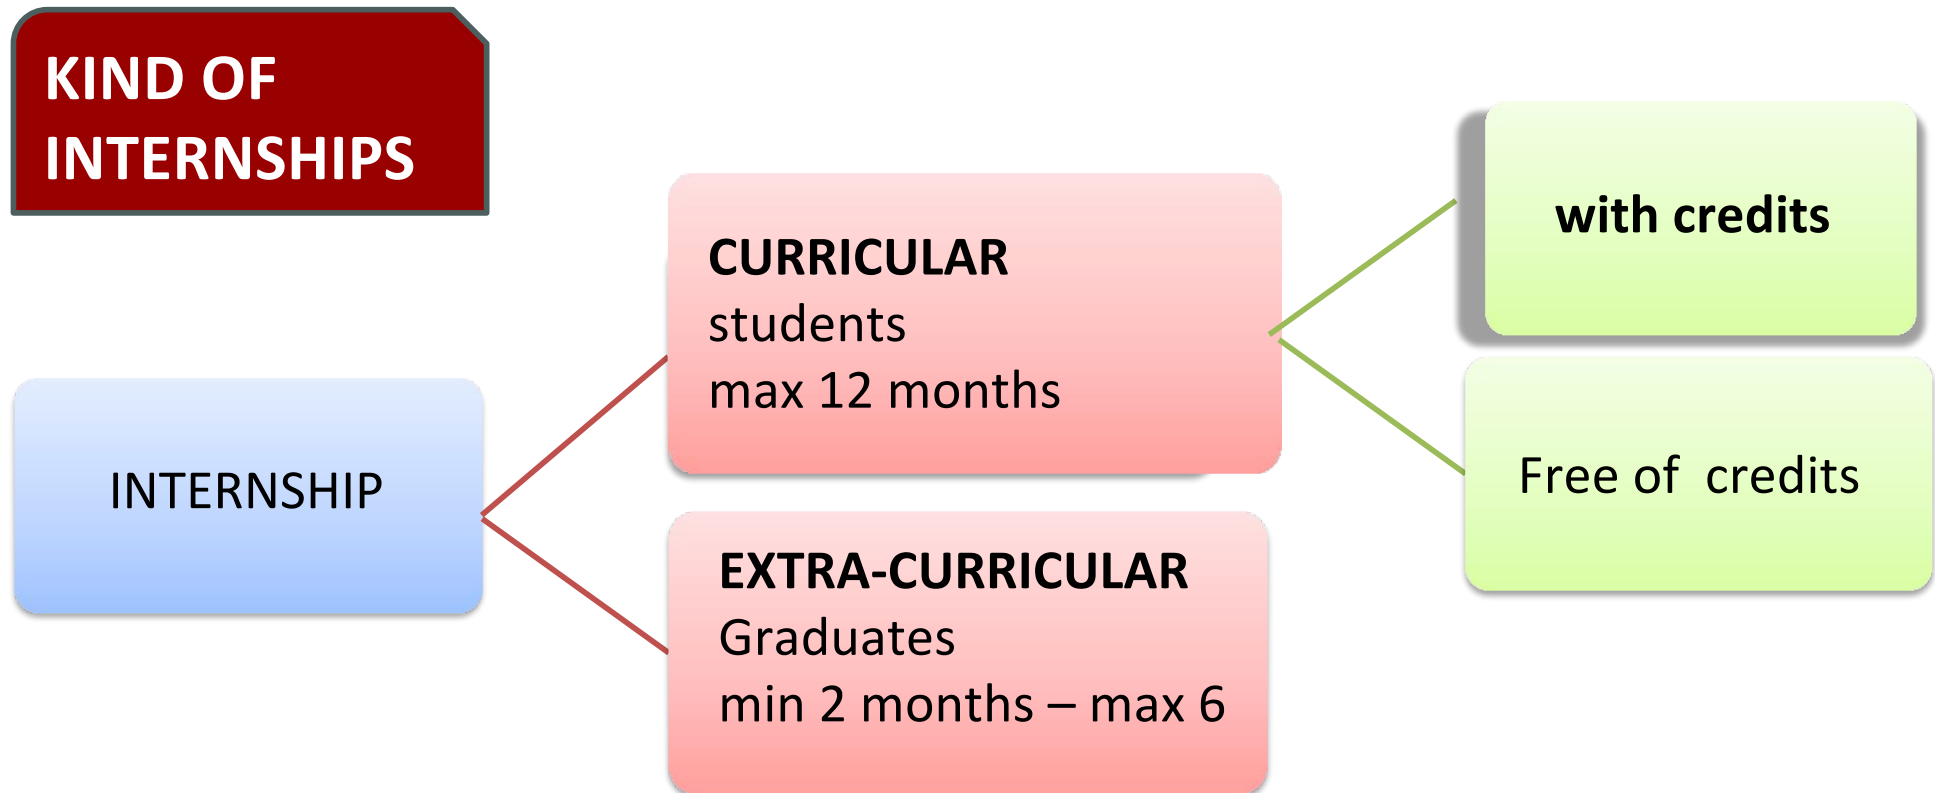 KIND OF
INTERNSHIPS
INTERNSHIP
CURRICULAR
students
max 12 months
EXTRA-CURRICULAR
Graduates
min 2 months – max 6
with credits
Free of  credits